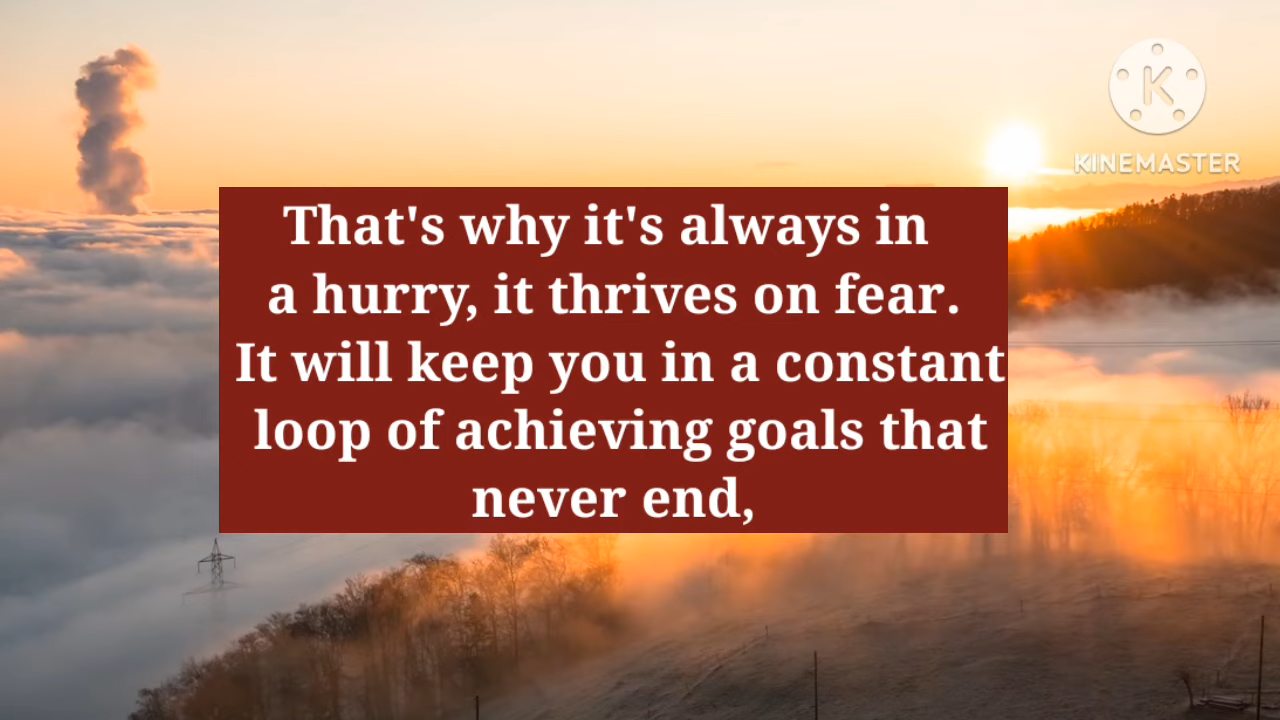 K
KINEMASTER
That's why it's always in
a hurry, it thrives on fear.
It will keep you in a constant
loop of achieving goals that
never end,